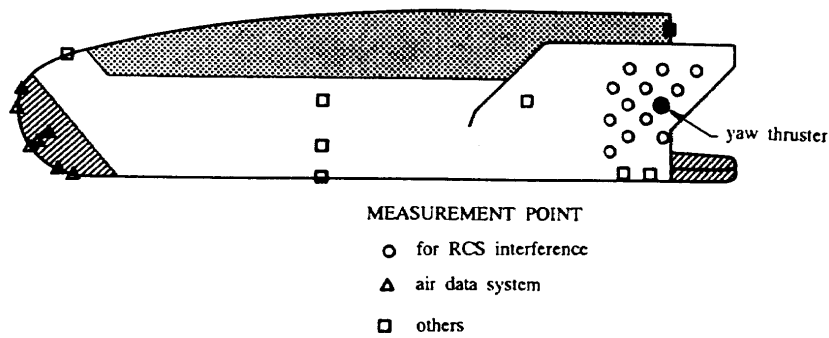 yaw thruster
MEASUREMENT POINT
for RCS interference
air data system
others